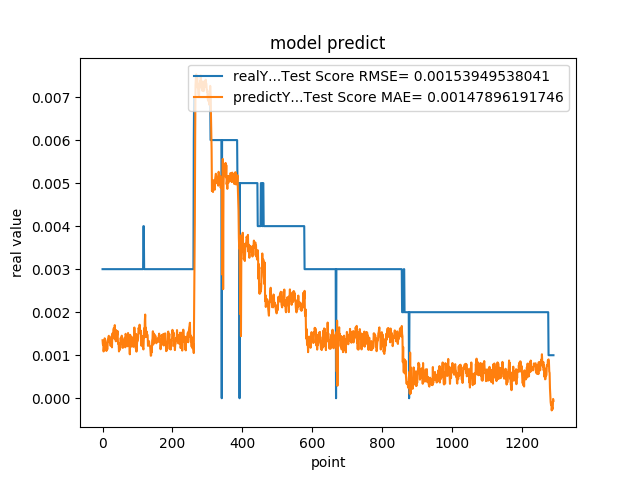 model predict
realY...Test Score RMSE= 0.00153949538041
predictY...Test Score MAE= 0.00147896191746
0.007
0.006
0.005
0.004
0.003
0.002
0.001
0.000
real value
0 200 400 600 800 1000 1200
point